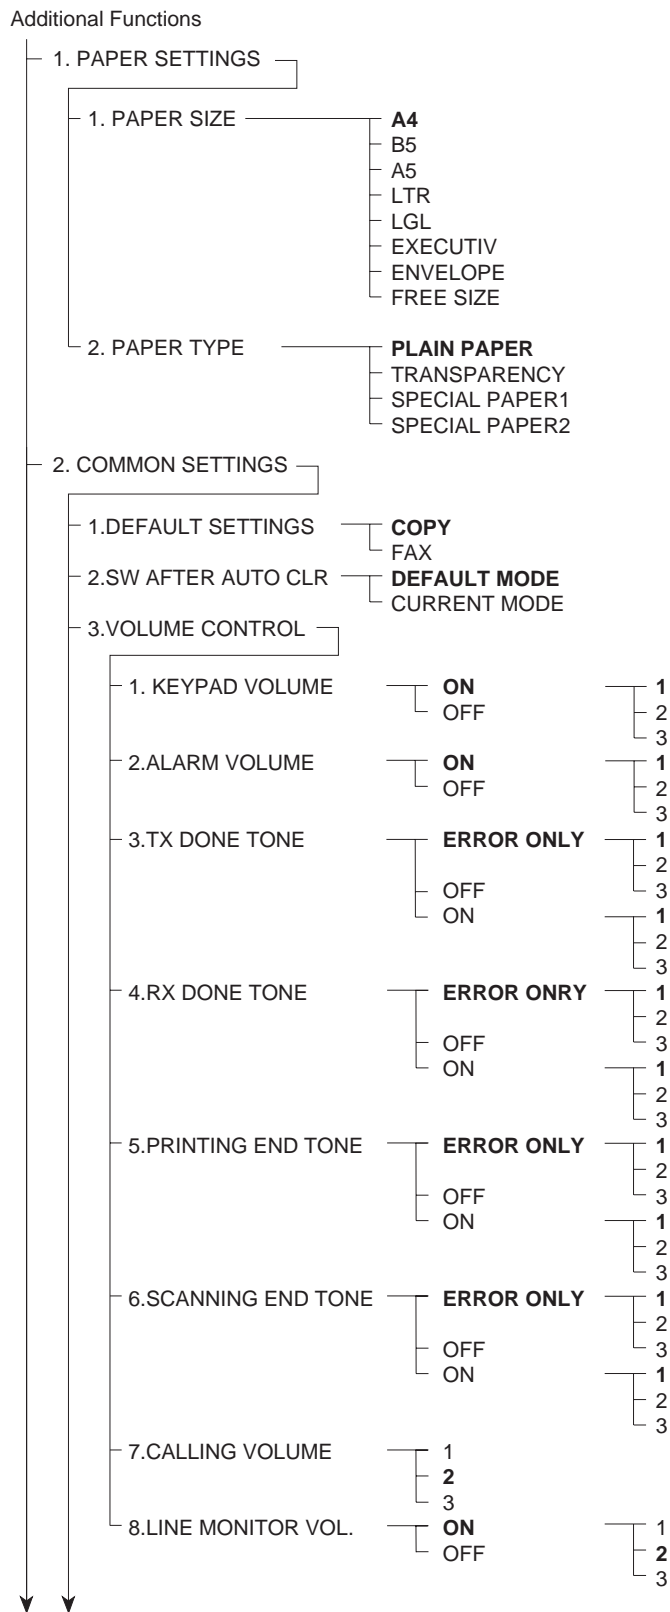 Additional Functions
1. PAPER SETTINGS
1. PAPER SIZE A4
B5
A5
LTR
LGL
EXECUTIV
ENVELOPE
FREE SIZE
2. PAPER TYPE PLAIN PAPER
TRANSPARENCY
SPECIAL PAPER1
SPECIAL PAPER2
2. COMMON SETTINGS
1.DEFAULT SETTINGS COPY
FAX
2.SW AFTER AUTO CLR DEFAULT MODE
CURRENT MODE
3.VOLUME CONTROL
1. KEYPAD VOLUME ON 1
OFF 2
3
2.ALARM VOLUME ON 1
OFF 2
3
3.TX DONE TONE ERROR ONLY 1
2
OFF 3
ON 1
2
3
4.RX DONE TONE ERROR ONRY 1
2
OFF 3
ON 1
2
3
5.PRINTING END TONE ERROR ONLY 1
2
OFF 3
ON 1
2
3
6.SCANNING END TONE ERROR ONLY 1
2
OFF 3
ON 1
2
3
7.CALLING VOLUME 1
2
3
8.LINE MONITOR VOL. ON 1
OFF 2
3